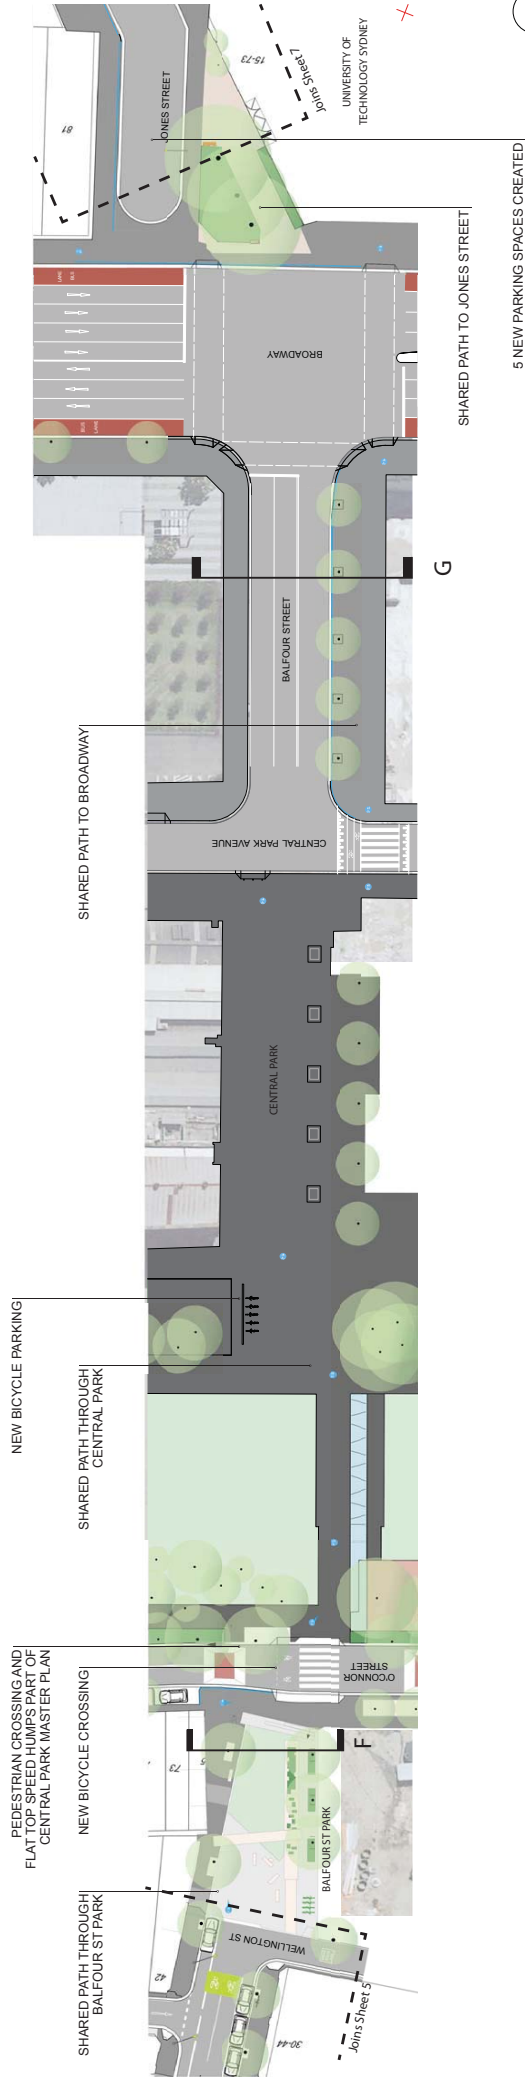 81
JONES STREET
15-73
Joins Sheet 7
UNIVERSITY OF
TECHNOLOGY SYDNEY
5 NEW PARKING SPACES CREATED
SHARED PATH TO JONES STREET
BUS
LANE
BUS
LANE
BROADWAY
G
BALFOUR STREET
SHARED PATH TO BROADWAY
CENTRAL PARK AVENUE
CENTRAL PARK
NEW BICYCLE PARKING
SHARED PATH THROUGH
CENTRAL PARK
PEDESTRIAN CROSSING AND
FLAT TOP SPEED HUMPS PART OF
CENTRAL PARK MASTER PLAN
NEW BICYCLE CROSSING
O'CONNOR
STREET
F
73
BALFOUR ST PARK
SHARED PATH THROUGH
BALFOUR ST PARK
WELLINGTON ST
42
30-44
Joins Sheet 5